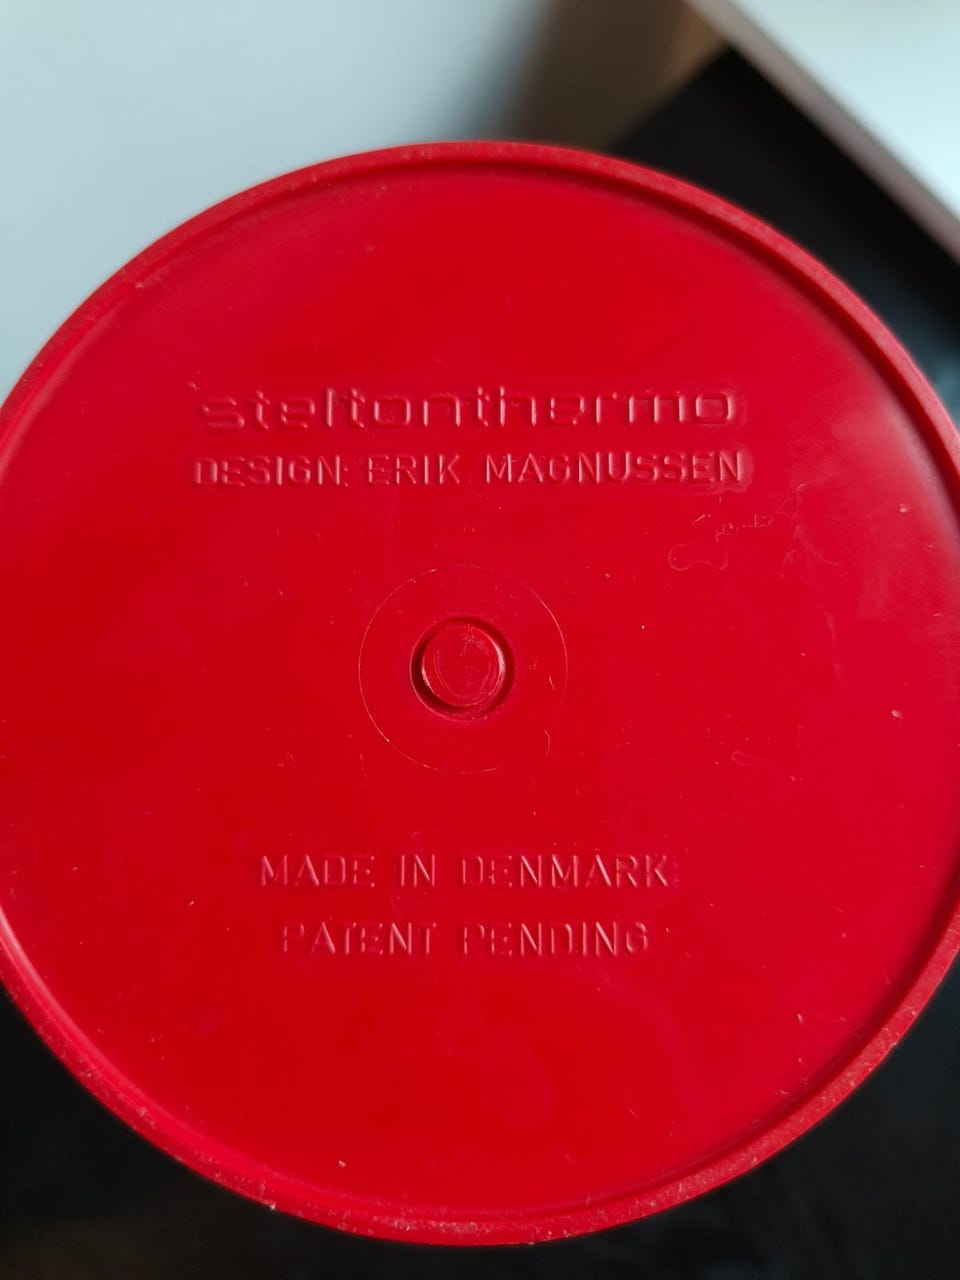 steltonthermo
DESIGN: ERIK MAGNUSSEN
MADE IN DENMARK
PATENT PENDING